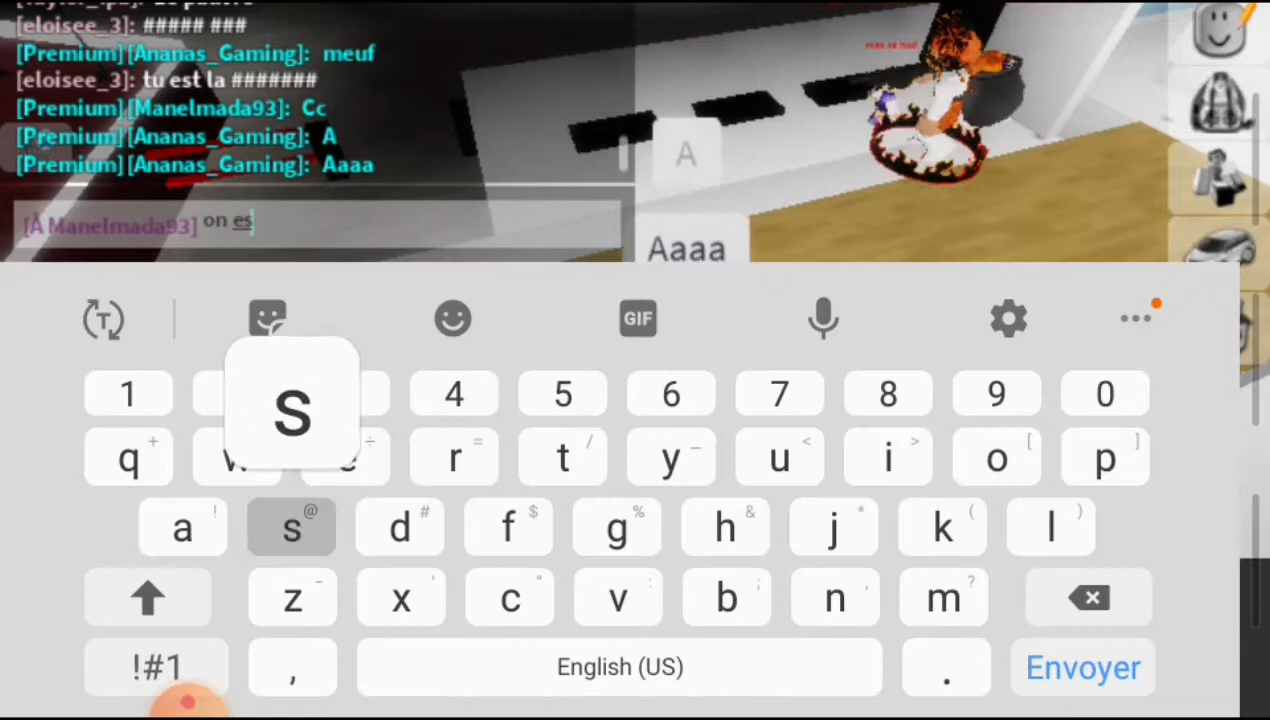 [eloisee_3]: ##### ###
[Premium][Ananas_Gaming]: meuf
[eloisee_3]: tu est la #######
[Premium][Manelmada93]: Cc
[Premium][Ananas_Gaming]: A
[Premium][Ananas_Gaming]: Aaaa
[À Manelmada93] on es
A
Aaaa
T
GIF
s
1 4 5 6 7 8 9 0
q + w e ÷ r = t / y _ u < i > o [ p ]
a ! s @ d # f $ g % h & j * k ( l )
z - x ' c " v : b ; n , m ?
!#1 , English (US) . Envoyer